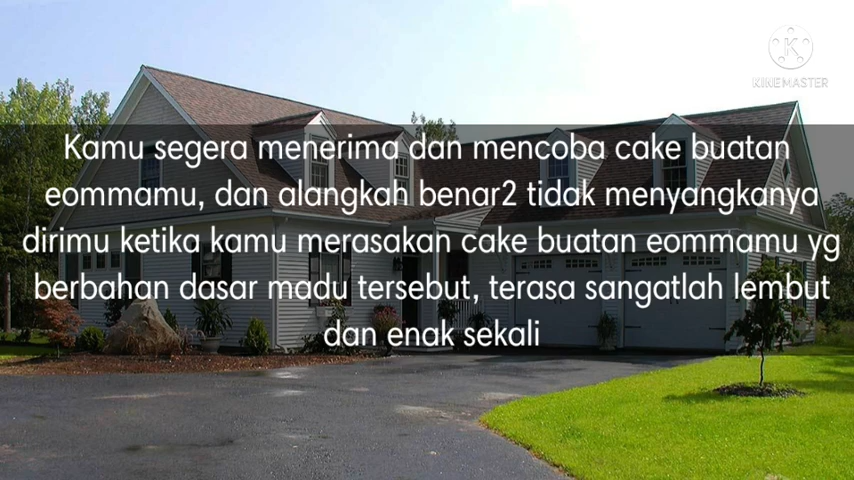 KINEMASTER
Kamu segera menerima dan mencoba cake buatan
eommamu, dan alangkah benar2 tidak menyangkanya
dirimu ketika kamu merasakan cake buatan eommamu yg
berbahan dasar madu tersebut, terasa sangatlah lembut
dan enak sekali